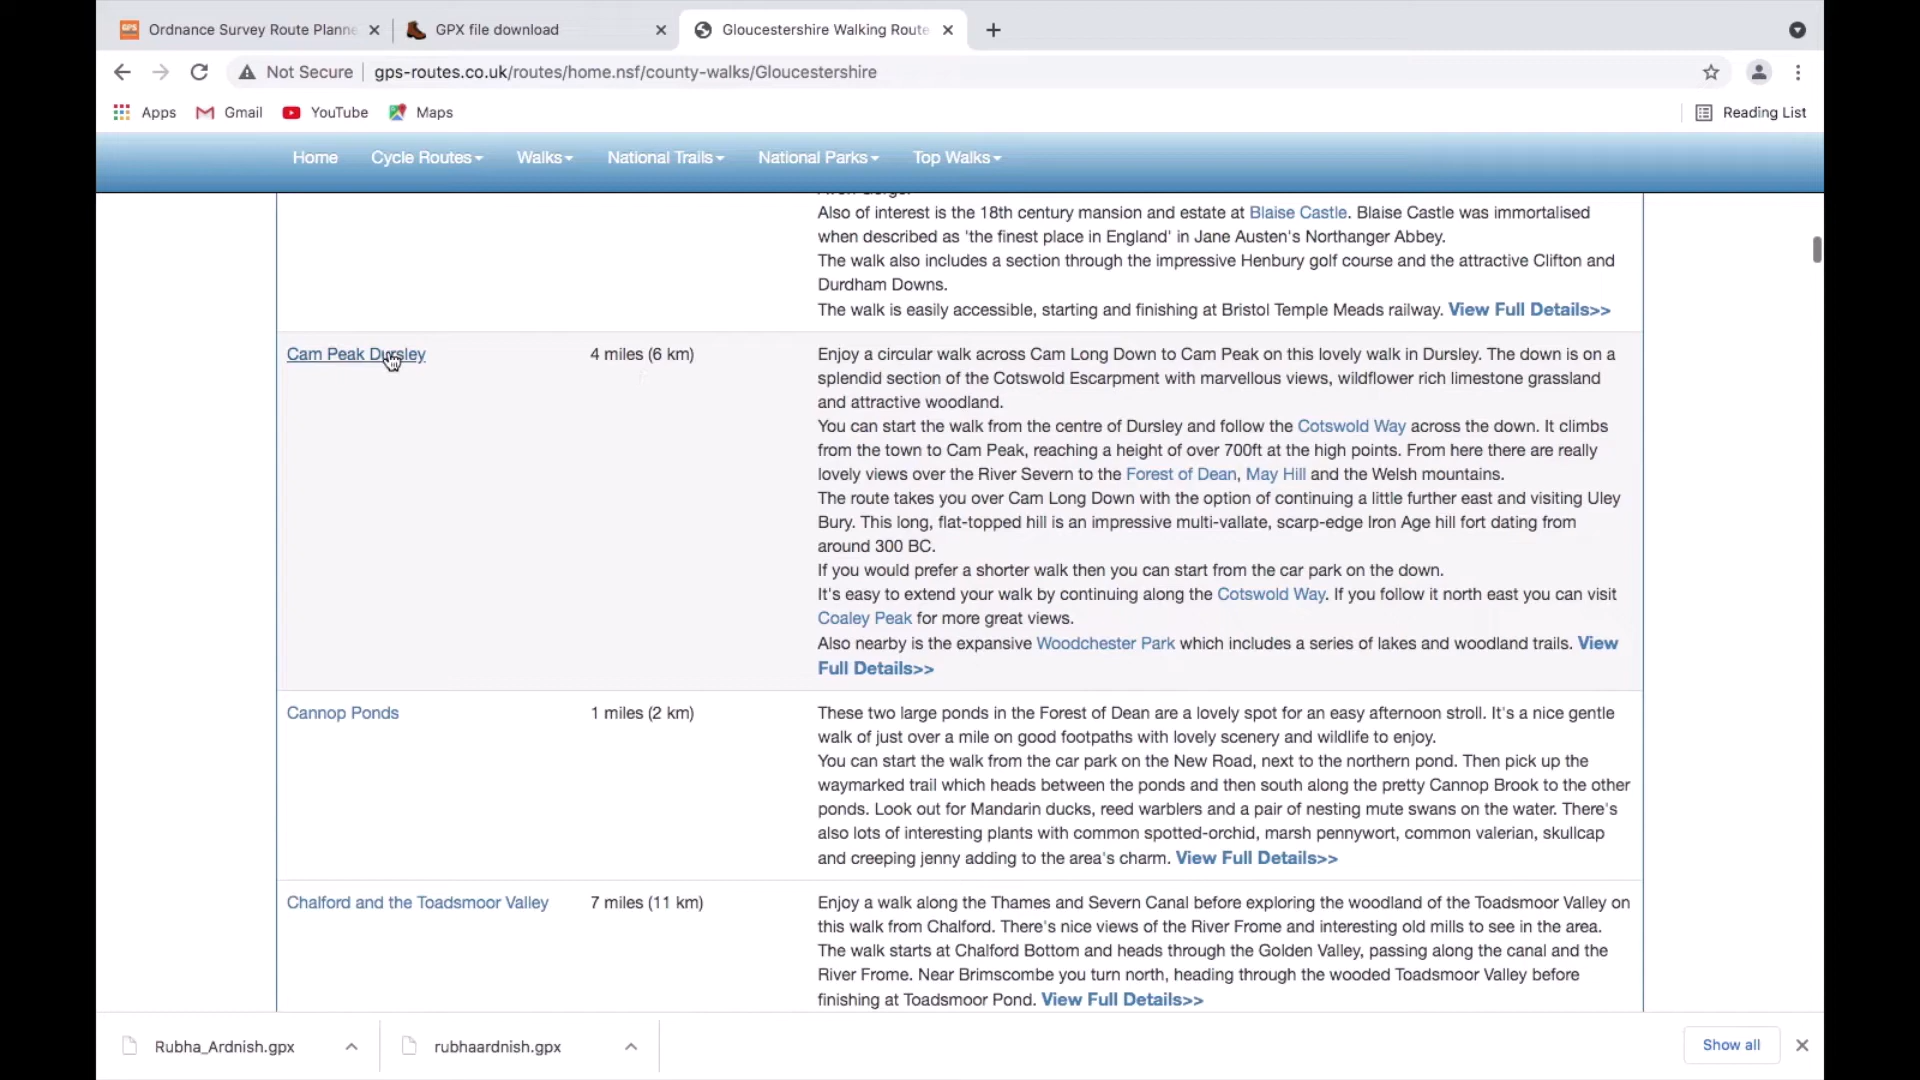 Ordnance Survey Route Planne
GPX file download
Gloucestershire Walking Route
Not Secure
gps-routes.co.uk/routes/home.nsf/county-walks/Gloucestershire
Apps
Gmail
YouTube
Maps
Reading List
Home
Cycle Routes
Walks
National Trails
National Parks
Top Walks
Also of interest is the 18th century mansion and estate at Blaise Castle. Blaise Castle was immortalised
when described as 'the finest place in England' in Jane Austen's Northanger Abbey.
The walk also includes a section through the impressive Henbury golf course and the attractive Clifton and
Durdham Downs.
The walk is easily accessible, starting and finishing at Bristol Temple Meads railway. View Full Details>>
Cam Peak Dursley
4 miles (6 km)
Enjoy a circular walk across Cam Long Down to Cam Peak on this lovely walk in Dursley. The down is on a
splendid section of the Cotswold Escarpment with marvellous views, wildflower rich limestone grassland
and attractive woodland.
You can start the walk from the centre of Dursley and follow the Cotswold Way across the down. It climbs
from the town to Cam Peak, reaching a height of over 700ft at the high points. From here there are really
lovely views over the River Severn to the Forest of Dean, May Hill and the Welsh mountains.
The route takes you over Cam Long Down with the option of continuing a little further east and visiting Uley
Bury. This long, flat-topped hill is an impressive multi-vallate, scarp-edge Iron Age hill fort dating from
around 300 BC.
If you would prefer a shorter walk then you can start from the car park on the down.
It's easy to extend your walk by continuing along the Cotswold Way. If you follow it north east you can visit
Coaley Peak for more great views.
Also nearby is the expansive Woodchester Park which includes a series of lakes and woodland trails. View
Full Details>>
Cannop Ponds
1 miles (2 km)
These two large ponds in the Forest of Dean are a lovely spot for an easy afternoon stroll. It's a nice gentle
walk of just over a mile on good footpaths with lovely scenery and wildlife to enjoy.
You can start the walk from the car park on the New Road, next to the northern pond. Then pick up the
waymarked trail which heads between the ponds and then south along the pretty Cannop Brook to the other
ponds. Look out for Mandarin ducks, reed warblers and a pair of nesting mute swans on the water. There's
also lots of interesting plants with common spotted-orchid, marsh pennywort, common valerian, skullcap
and creeping jenny adding to the area's charm. View Full Details>>
Chalford and the Toadsmoor Valley
7 miles (11 km)
Enjoy a walk along the Thames and Severn Canal before exploring the woodland of the Toadsmoor Valley on
this walk from Chalford. There's nice views of the River Frome and interesting old mills to see in the area.
The walk starts at Chalford Bottom and heads through the Golden Valley, passing along the canal and the
River Frome. Near Brimscombe you turn north, heading through the wooded Toadsmoor Valley before
finishing at Toadsmoor Pond. View Full Details>>
Rubha_Ardnish.gpx
rubhaardnish.gpx
Show all